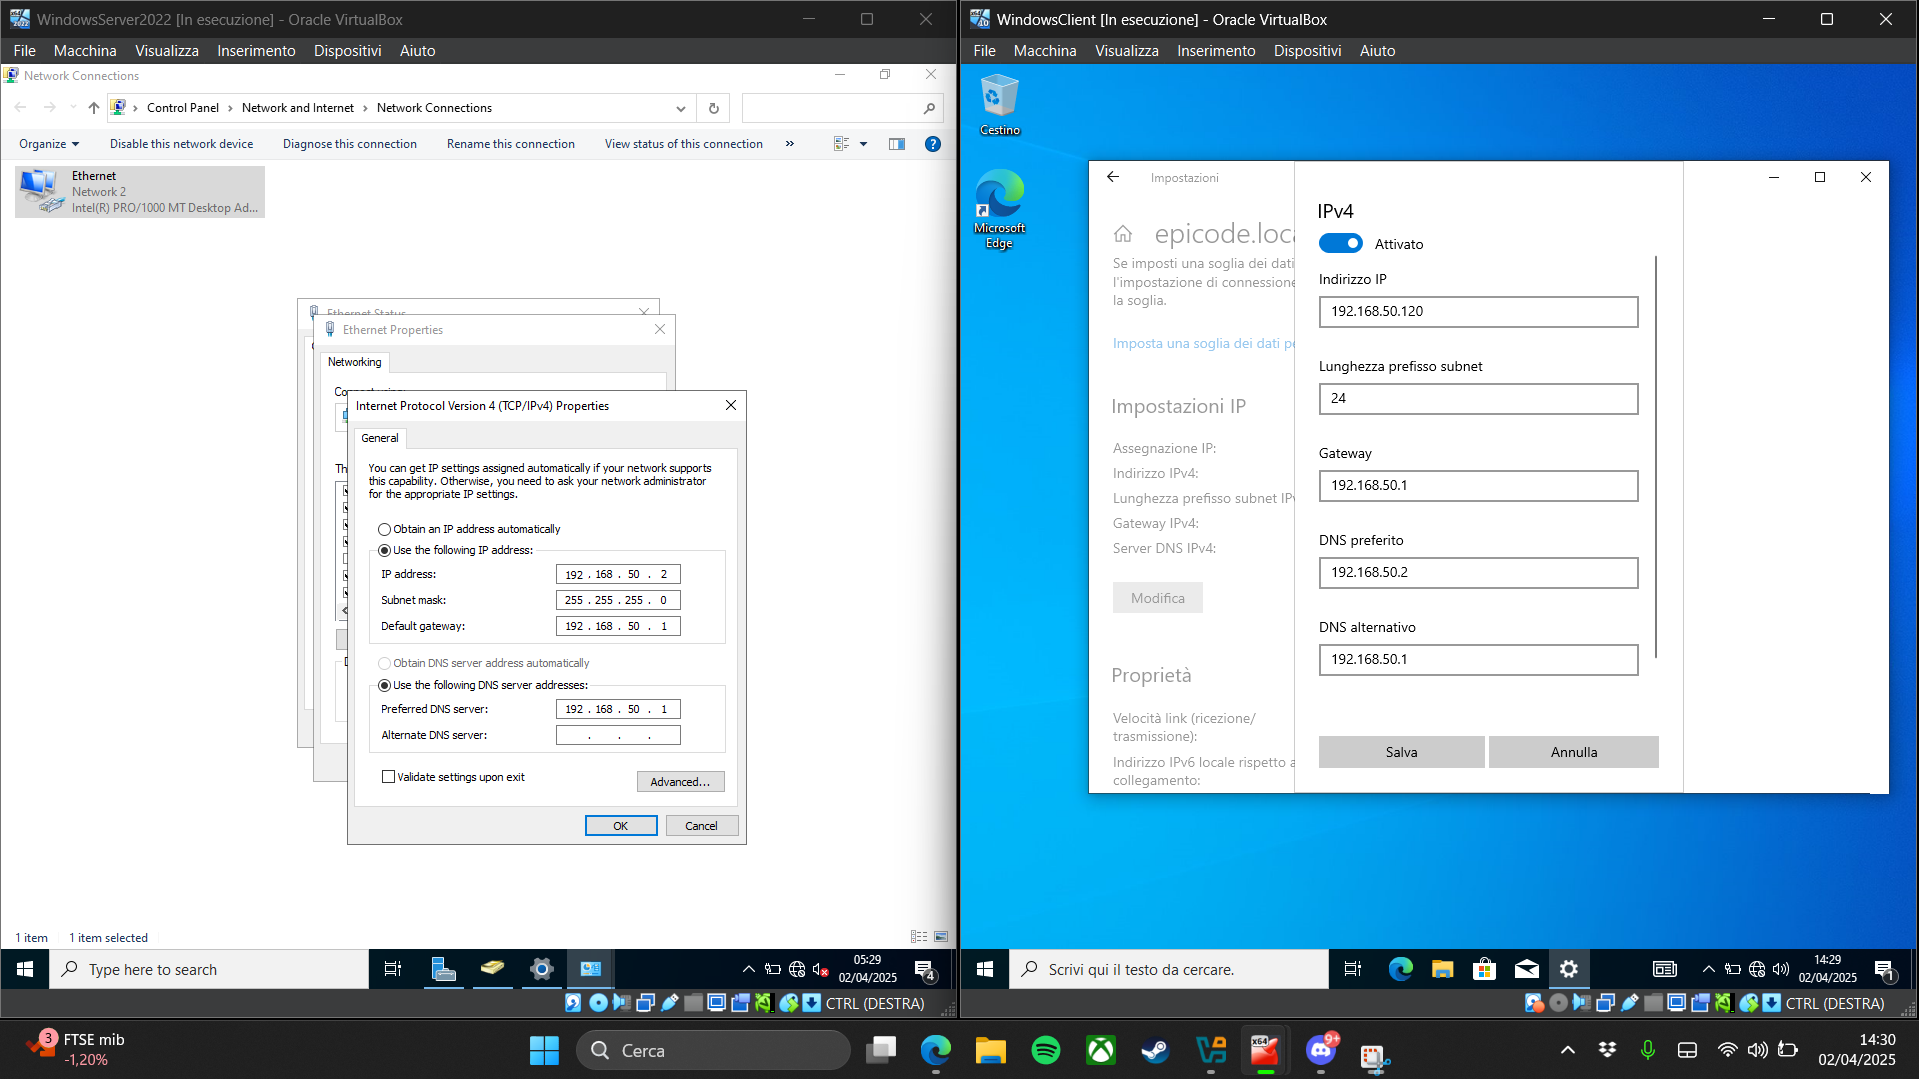 WindowsServer2022 [In esecuzione] - Oracle VirtualBox
File Macchina Visualizza Inserimento Dispositivi Aiuto
Network Connections
Control Panel > Network and Internet > Network Connections
Organize Disable this network device Diagnose this connection Rename this connection View status of this connection »
Ethernet
Network 2
Intel(R) PRO/1000 MT Desktop Ad...
Ethernet Status
Ethernet Properties
Networking
Internet Protocol Version 4 (TCP/IPv4) Properties
General
You can get IP settings assigned automatically if your network supports
this capability. Otherwise, you need to ask your network administrator
for the appropriate IP settings.
Obtain an IP address automatically
Use the following IP address:
IP address: 192 . 168 . 50 . 2
Subnet mask: 255 . 255 . 255 . 0
Default gateway: 192 . 168 . 50 . 1
Obtain DNS server address automatically
Use the following DNS server addresses:
Preferred DNS server: 192 . 168 . 50 . 1
Alternate DNS server: . . .
Validate settings upon exit
Advanced...
OK Cancel
1 item 1 item selected
Type here to search
05:29
02/04/2025
4
CTRL (DESTRA)
WindowsClient [In esecuzione] - Oracle VirtualBox
File Macchina Visualizza Inserimento Dispositivi Aiuto
Cestino
Microsoft
Edge
Impostazioni
epicode.loca
Se imposti una soglia dei dati
l'impostazione di connessione
la soglia.
Imposta una soglia dei dati pe
Impostazioni IP
Assegnazione IP:
Indirizzo IPv4:
Lunghezza prefisso subnet IPv
Gateway IPv4:
Server DNS IPv4:
Modifica
Proprietà
Velocità link (ricezione/
trasmissione):
Indirizzo IPv6 locale rispetto a
collegamento:
IPv4
Attivato
Indirizzo IP
192.168.50.120
Lunghezza prefisso subnet
24
Gateway
192.168.50.1
DNS preferito
192.168.50.2
DNS alternativo
192.168.50.1
Salva Annulla
Scrivi qui il testo da cercare.
14:29
02/04/2025
1
CTRL (DESTRA)
3
FTSE mib
-1,20%
Cerca
x64
9+
14:30
02/04/2025